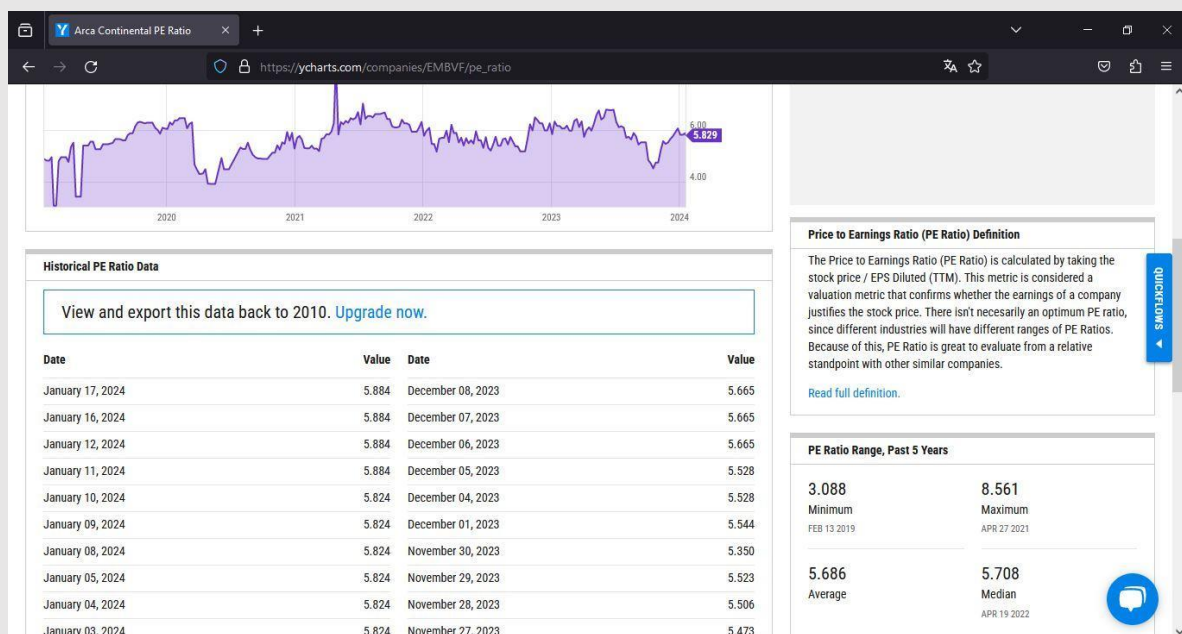 Arca Continental PE Ratio
https://ycharts.com/companies/EMBVF/pe_ratio
6.00
5.829
4.00
2020 2021 2022 2023 2024
Historical PE Ratio Data
View and export this data back to 2010. Upgrade now.
Date Value Date Value
January 17, 2024 5.884 December 08, 2023 5.665
January 16, 2024 5.884 December 07, 2023 5.665
January 12, 2024 5.884 December 06, 2023 5.665
January 11, 2024 5.884 December 05, 2023 5.528
January 10, 2024 5.824 December 04, 2023 5.528
January 09, 2024 5.824 December 01, 2023 5.544
January 08, 2024 5.824 November 30, 2023 5.350
January 05, 2024 5.824 November 29, 2023 5.523
January 04, 2024 5.824 November 28, 2023 5.506
January 03, 2024 5.824 November 27, 2023 5.473
Price to Earnings Ratio (PE Ratio) Definition
The Price to Earnings Ratio (PE Ratio) is calculated by taking the
stock price / EPS Diluted (TTM). This metric is considered a
valuation metric that confirms whether the earnings of a company
justifies the stock price. There isn't necesarily an optimum PE ratio,
since different industries will have different ranges of PE Ratios.
Because of this, PE Ratio is great to evaluate from a relative
standpoint with other similar companies.
Read full definition.
PE Ratio Range, Past 5 Years
3.088 8.561
Minimum Maximum
FEB 13 2019 APR 27 2021
5.686 5.708
Average Median
APR 19 2022
QUICKFLOWS